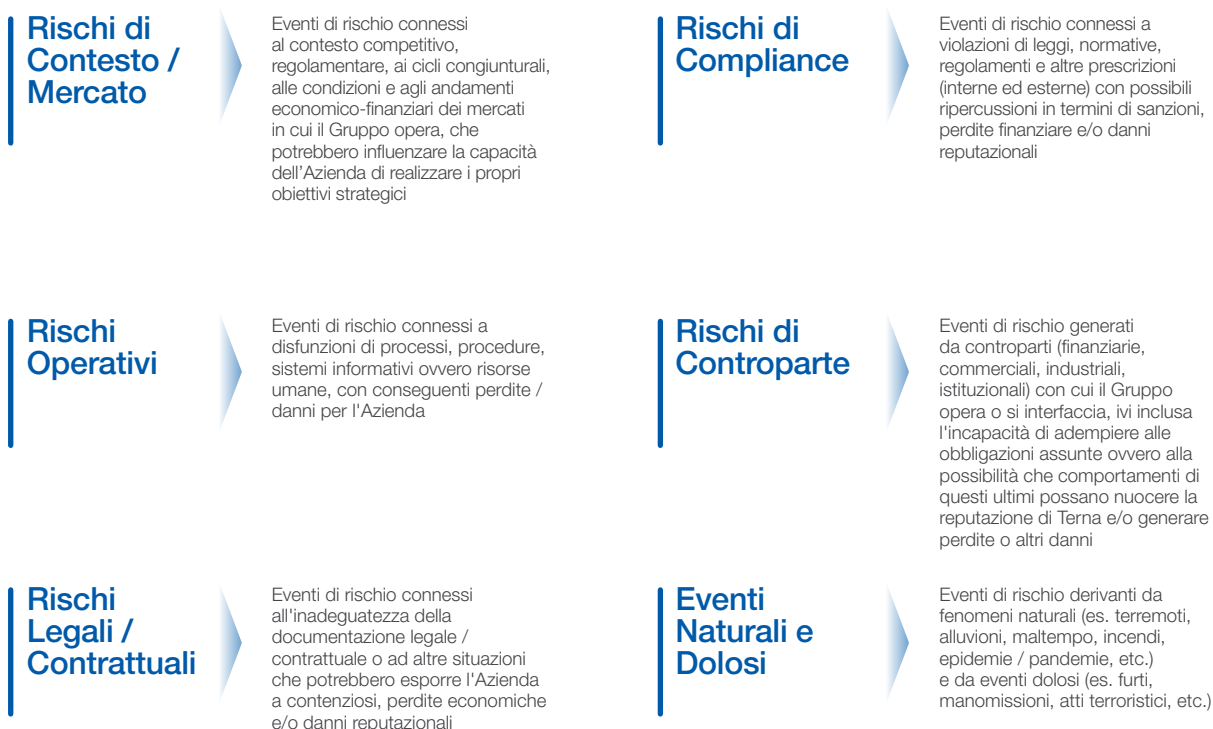 Rischi di
Contesto /
Mercato
Eventi di rischio connessi
al contesto competitivo,
regolamentare, ai cicli congiunturali,
alle condizioni e agli andamenti
economico-finanziari dei mercati
in cui il Gruppo opera, che
potrebbero influenzare la capacità
dell'Azienda di realizzare i propri
obiettivi strategici
Rischi di
Compliance
Eventi di rischio connessi a
violazioni di leggi, normative,
regolamenti e altre prescrizioni
(interne ed esterne) con possibili
ripercussioni in termini di sanzioni,
perdite finanziare e/o danni
reputazionali
Rischi
Operativi
Eventi di rischio connessi a
disfunzioni di processi, procedure,
sistemi informativi ovvero risorse
umane, con conseguenti perdite /
danni per l'Azienda
Rischi di
Controparte
Eventi di rischio generati
da controparti (finanziarie,
commerciali, industriali,
istituzionali) con cui il Gruppo
opera o si interfaccia, ivi inclusa
l'incapacità di adempiere alle
obbligazioni assunte ovvero alla
possibilità che comportamenti di
questi ultimi possano nuocere la
reputazione di Terna e/o generare
perdite o altri danni
Rischi
Legali /
Contrattuali
Eventi di rischio connessi
all'inadeguatezza della
documentazione legale /
contrattuale o ad altre situazioni
che potrebbero esporre l'Azienda
a contenziosi, perdite economiche
e/o danni reputazionali
Eventi
Naturali e
Dolosi
Eventi di rischio derivanti da
fenomeni naturali (es. terremoti,
alluvioni, maltempo, incendi,
epidemie / pandemie, etc.)
e da eventi dolosi (es. furti,
manomissioni, atti terroristici, etc.)